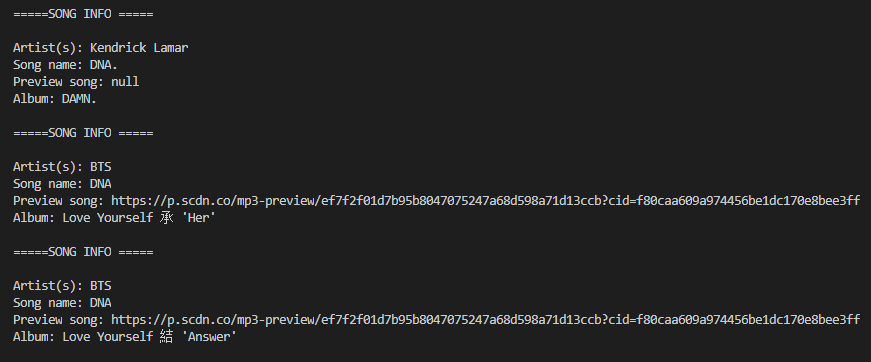 =====SONG INFO =====
Artist(s): Kendrick Lamar
Song name: DNA.
Preview song: null
Album: DAMN.
=====SONG INFO =====
Artist(s): BTS
Song name: DNA
Preview song: https://p.scdn.co/mp3-preview/ef7f2f01d7b95b8047075247a68d598a71d13ccb?cid=f80caa609a974456be1dc170e8bee3ff
Album: Love Yourself 承 'Her'
=====SONG INFO =====
Artist(s): BTS
Song name: DNA
Preview song: https://p.scdn.co/mp3-preview/ef7f2f01d7b95b8047075247a68d598a71d13ccb?cid=f80caa609a974456be1dc170e8bee3ff
Album: Love Yourself 結 'Answer'